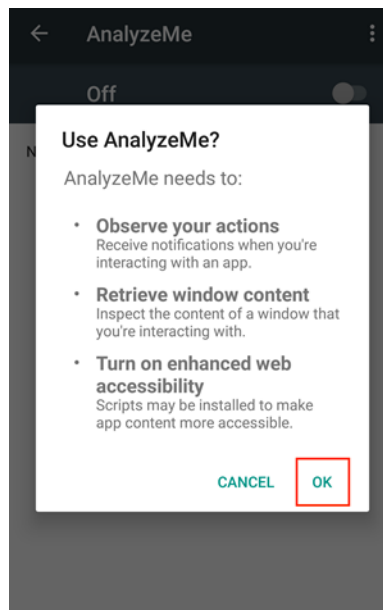 AnalyzeMe
Off
N
Use AnalyzeMe?
AnalyzeMe needs to:
• Observe your actions
Receive notifications when you're
interacting with an app.
• Retrieve window content
Inspect the content of a window that
you're interacting with.
• Turn on enhanced web
accessibility
Scripts may be installed to make
app content more accessible.
CANCEL OK